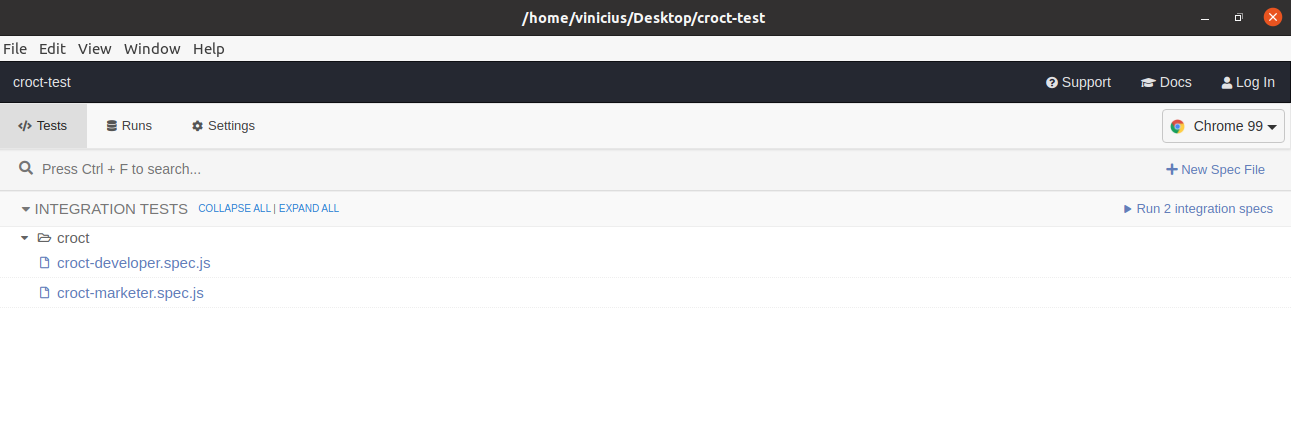 /home/vinicius/Desktop/croct-test
File Edit View Window Help
croct-test Support Docs Log In
Tests Runs Settings Chrome 99
Press Ctrl + F to search... New Spec File
INTEGRATION TESTS COLLAPSE ALL | EXPAND ALL Run 2 integration specs
croct
croct-developer.spec.js
croct-marketer.spec.js